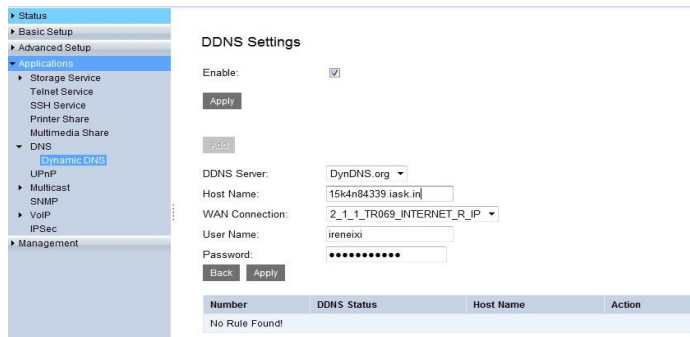 Status
Basic Setup
Advanced Setup
Applications
Storage Service
Telnet Service
SSH Service
Printer Share
Multimedia Share
DNS
Dynamic DNS
UPnP
Multicast
SNMP
VoIP
IPSec
Management
DDNS Settings
Enable:
Apply
Add
DDNS Server: DynDNS.org
Host Name: 15k4n84339.iask.in
WAN Connection: 2_1_1_TR069_INTERNET_R_IP
User Name: ireneixi
Password: ●●●●●●●●●●●
Back Apply
Number DDNS Status Host Name Action
No Rule Found!